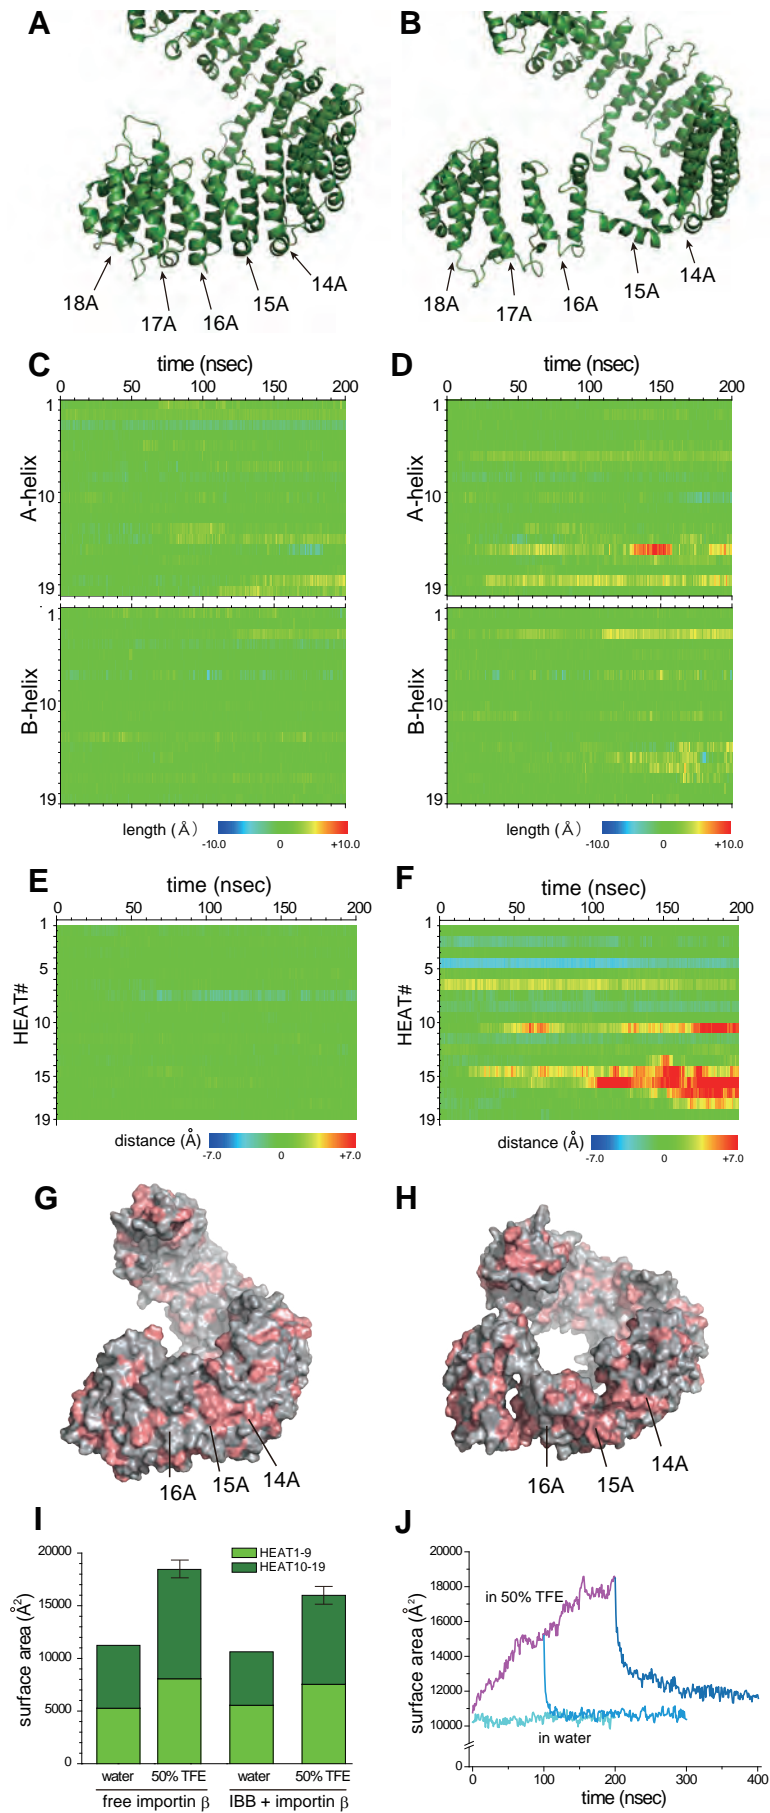 A
B
18A
17A
16A
15A
14A
18A
17A
16A
15A
14A
C
time (nsec)
0 50 100 150 200
1
10
19
A-helix
1
10
19
B-helix
length (Å)
-10.0 0 +10.0
D
time (nsec)
0 50 100 150 200
1
10
19
A-helix
1
10
19
B-helix
length (Å)
-10.0 0 +10.0
E
time (nsec)
0 50 100 150 200
1
5
10
15
19
HEAT#
distance (Å)
-7.0 0 +7.0
F
time (nsec)
0 50 100 150 200
1
5
10
15
19
HEAT#
distance (Å)
-7.0 0 +7.0
G
16A
15A
14A
H
16A
15A
14A
I
20000
15000
10000
5000
0
surface area (Å²)
HEAT1-9
HEAT10-19
water 50% TFE water 50% TFE
free importin β IBB + importin β
J
20000
18000
16000
14000
12000
10000
0
surface area (Å²)
in 50% TFE
in water
0 100 200 300 400
time (nsec)